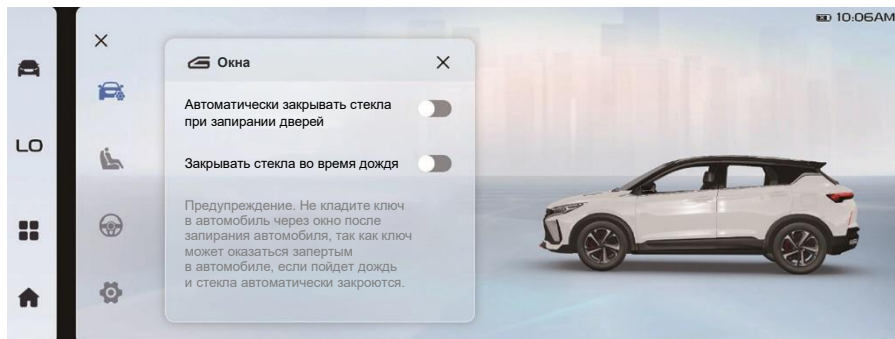 10:06AM
Окна
Автоматически закрывать стекла
при запирании дверей
LO
Закрывать стекла во время дождя
Предупреждение. Не кладите ключ
в автомобиль через окно после
запирания автомобиля, так как ключ
может оказаться запертым
в автомобиле, если пойдет дождь
и стекла автоматически закроются.